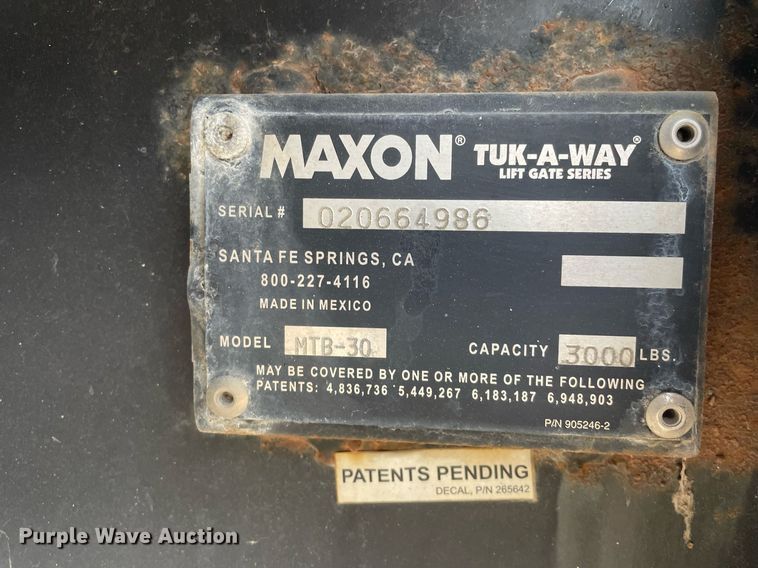 MAXON® TUK-A-WAY®
LIFT GATE SERIES
SERIAL # 020664986
SANTA FE SPRINGS, CA
800-227-4116
MADE IN MEXICO
MODEL MTB-30 CAPACITY 3000 LBS.
MAY BE COVERED BY ONE OR MORE OF THE FOLLOWING
PATENTS: 4,836,736 5,449,267 6,183,187 6,948,903
P/N 905246-2
PATENTS PENDING
DECAL, P/N 265642
Purple Wave Auction